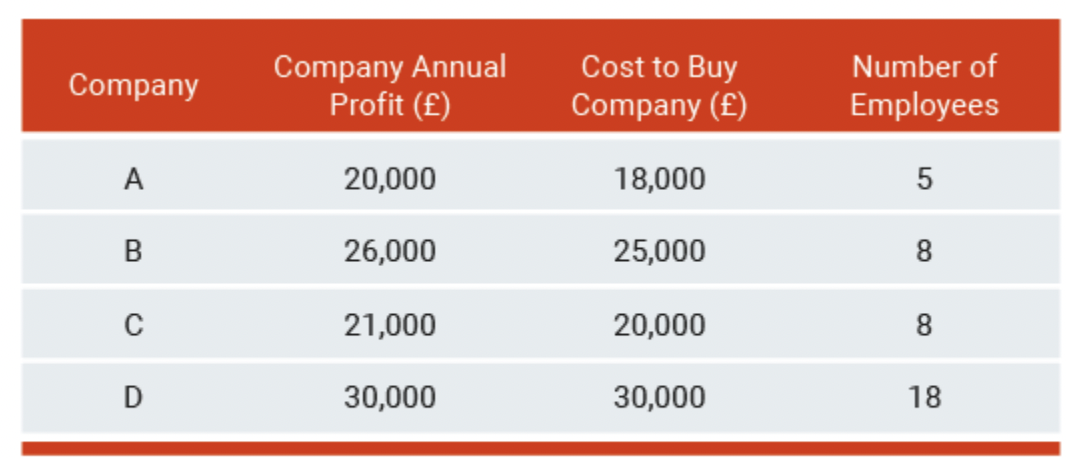 Company Company Annual Profit (£) Cost to Buy Company (£) Number of Employees
A 20,000 18,000 5
B 26,000 25,000 8
C 21,000 20,000 8
D 30,000 30,000 18